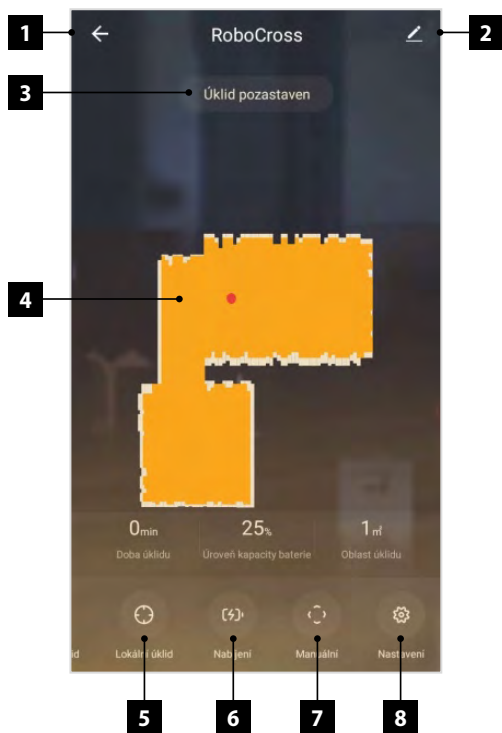 1
RoboCross
2
3
Úklid pozastaven
4
0min
25%
1㎡
Doba úklidu
Úroveň kapacity baterie
Oblast úklidu
id
Lokální úklid
Nabíjení
Manuální
Nastavení
5
6
7
8